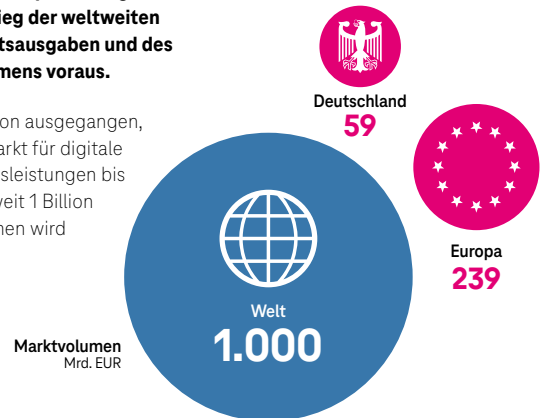 ieg der weltweiten
tsausgaben und des
mens voraus.
on ausgegangen,
arkt für digitale
sleistungen bis
weit 1 Billion
nen wird
Deutschland
59
Europa
239
Welt
1.000
Marktvolumen
Mrd. EUR